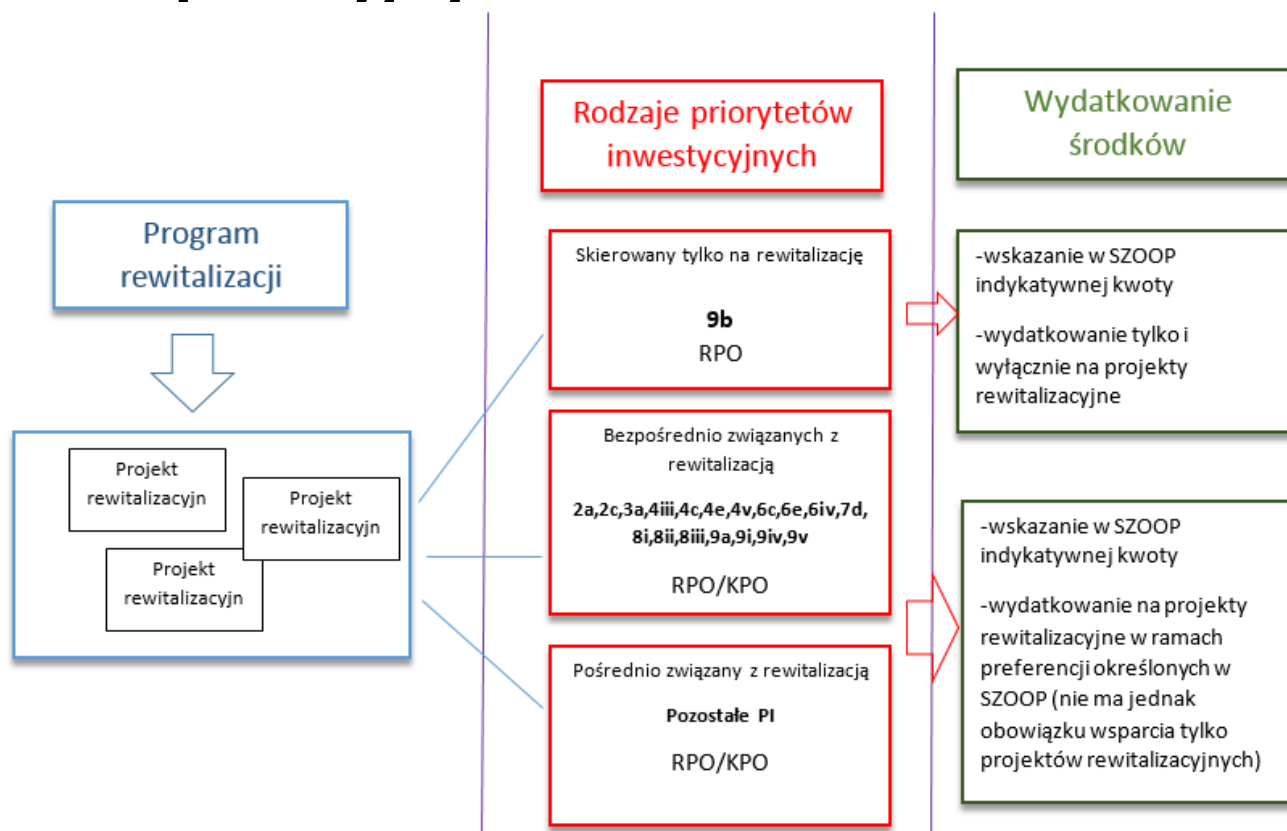 Program
rewitalizacji
Projekt
rewitalizacyjn
Projekt
rewitalizacyjn
Projekt
rewitalizacyjn
Rodzaje priorytetów
inwestycyjnych
Skierowany tylko na rewitalizację
9b
RPO
Bezpośrednio związanych z
rewitalizacją
2a,2c,3a,4iii,4c,4e,4v,6c,6e,6iv,7d,
8i,8ii,8iii,9a,9i,9iv,9v
RPO/KPO
Pośrednio związany z rewitalizacją
Pozostałe PI
RPO/KPO
Wydatkowanie
środków
-wskazanie w SZOOP
indykatywnej kwoty
-wydatkowanie tylko i
wyłącznie na projekty
rewitalizacyjne
-wskazanie w SZOOP
indykatywnej kwoty
-wydatkowanie na projekty
rewitalizacyjne w ramach
preferencji określonych w
SZOOP (nie ma jednak
obowiązku wsparcia tylko
projektów rewitalizacyjnych)